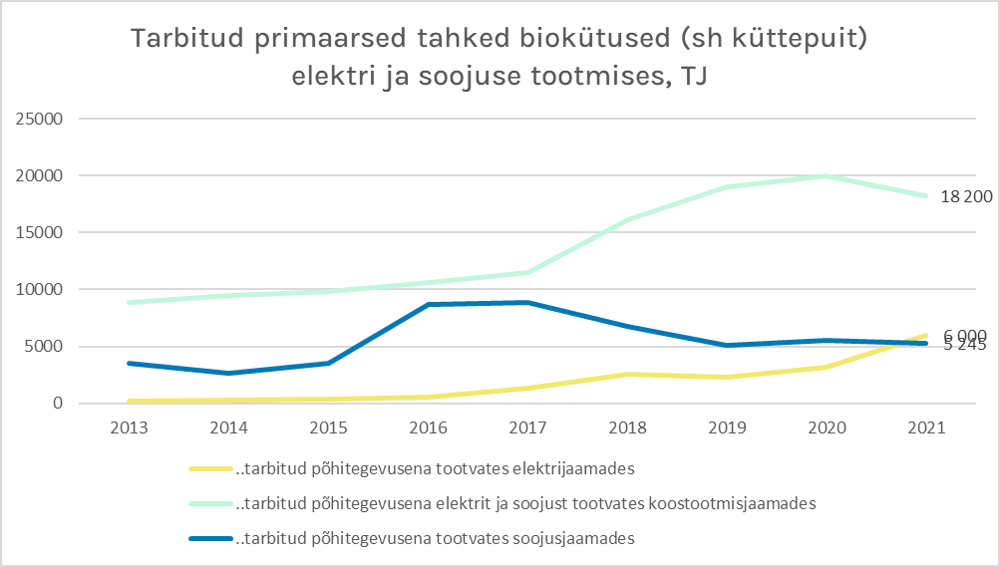 Tarbitud primaarsed tahked biokütused (sh küttepuit)
elektri ja soojuse tootmises, TJ
25000
20000
15000
10000
5000
0
18 200
6 000
5 245
2013 2014 2015 2016 2017 2018 2019 2020 2021
..tarbitud põhitegevusena tootvates elektrijaamades
..tarbitud põhitegevusena elektrit ja soojust tootvates koostootmisjaamades
..tarbitud põhitegevusena tootvates soojusjaamades